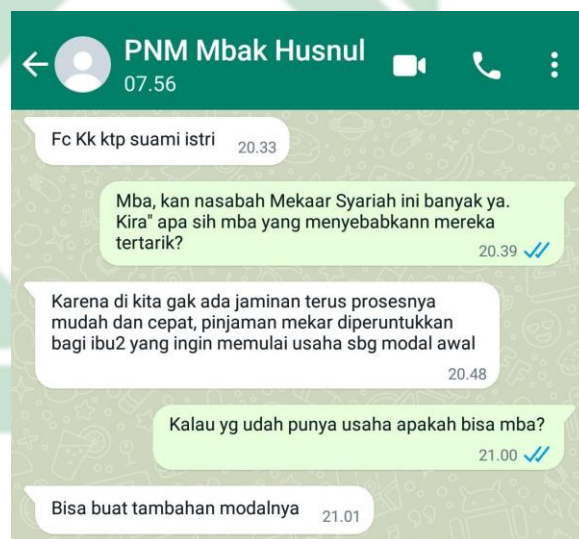 PNM Mbak Husnul
07.56
Fc Kk ktp suami istri 20.33
Mba, kan nasabah Mekaar Syariah ini banyak ya.
Kira" apa sih mba yang menyebabkann mereka
tertarik?
20.39
Karena di kita gak ada jaminan terus prosesnya
mudah dan cepat, pinjaman mekar diperuntukkan
bagi ibu2 yang ingin memulai usaha sbg modal awal
20.48
Kalau yg udah punya usaha apakah bisa mba?
21.00
Bisa buat tambahan modalnya 21.01